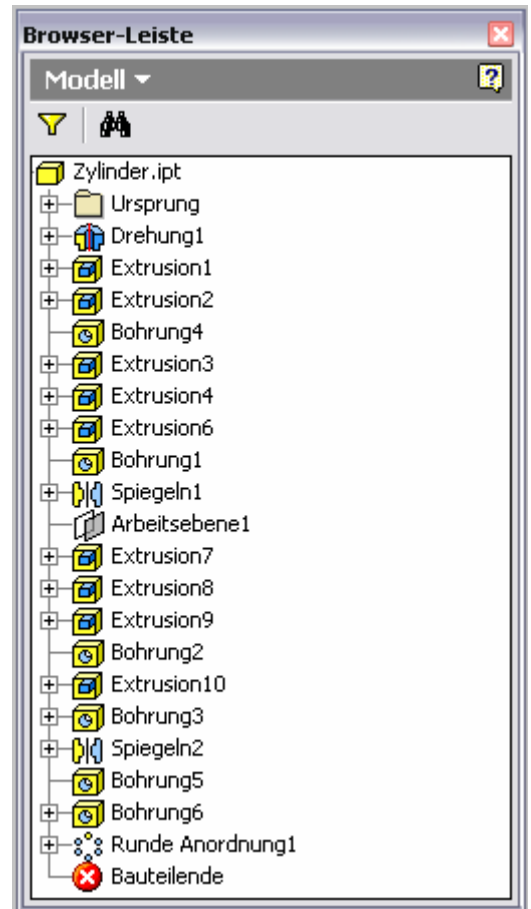 Browser-Leiste
Modell
Zylinder.ipt
Ursprung
Drehung1
Extrusion1
Extrusion2
Bohrung4
Extrusion3
Extrusion4
Extrusion6
Bohrung1
Spiegeln1
Arbeitsebene1
Extrusion7
Extrusion8
Extrusion9
Bohrung2
Extrusion10
Bohrung3
Spiegeln2
Bohrung5
Bohrung6
Runde Anordnung1
Bauteilende